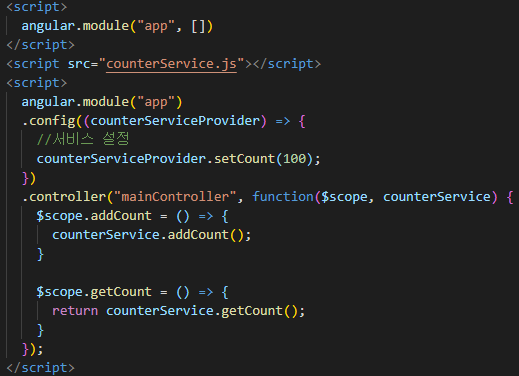 <script>
  angular.module("app", [])
</script>
<script src="counterService.js"></script>
<script>
  angular.module("app")
  .config((counterServiceProvider) => {
    //서비스 설정
    counterServiceProvider.setCount(100);
  })
  .controller("mainController", function($scope, counterService) {
    $scope.addCount = () => {
      counterService.addCount();
    }

    $scope.getCount = () => {
      return counterService.getCount();
    }
  });
</script>